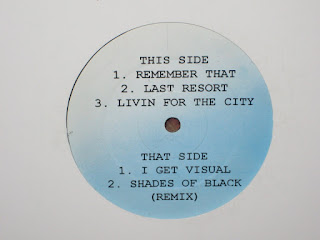 THIS SIDE
1. REMEMBER THAT
2. LAST RESORT
3. LIVIN FOR THE CITY
THAT SIDE
1. I GET VISUAL
2. SHADES OF BLACK
(REMIX)